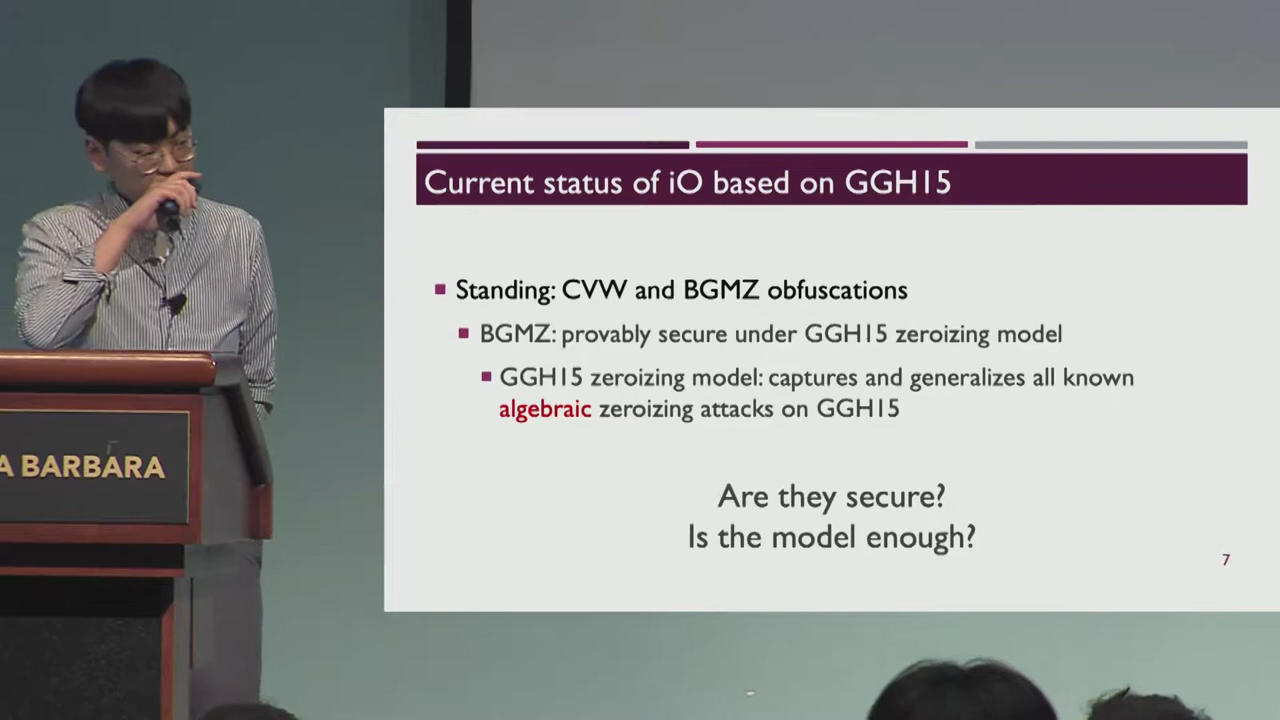 Current status of iO based on GGH15
Standing: CVW and BGMZ obfuscations
BGMZ: provably secure under GGH15 zeroizing model
GGH15 zeroizing model: captures and generalizes all known
algebraic zeroizing attacks on GGH15
Are they secure?
Is the model enough?
7
A BARBARA